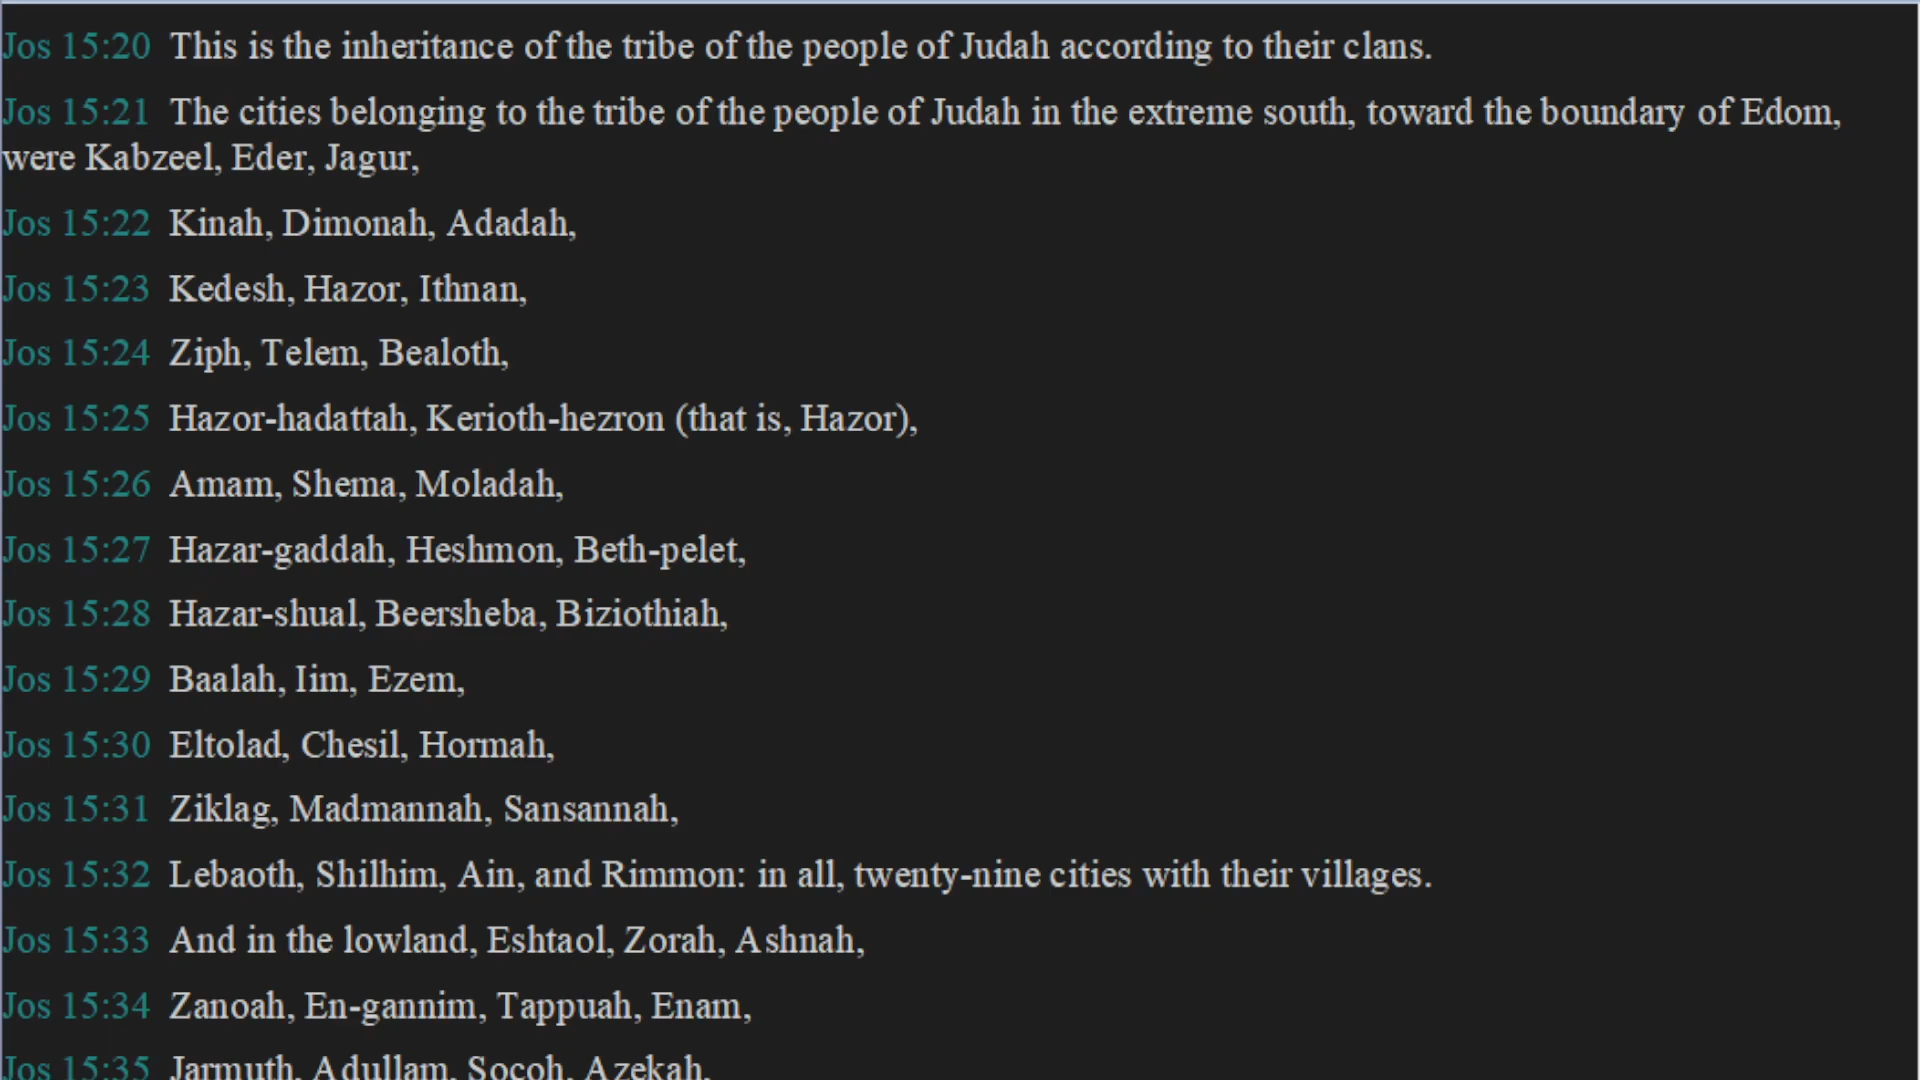 Jos 15:20 This is the inheritance of the tribe of the people of Judah according to their clans.
Jos 15:21 The cities belonging to the tribe of the people of Judah in the extreme south, toward the boundary of Edom,
were Kabzeel, Eder, Jagur,
Jos 15:22 Kinah, Dimonah, Adadah,
Jos 15:23 Kedesh, Hazor, Ithnan,
Jos 15:24 Ziph, Telem, Bealoth,
Jos 15:25 Hazor-hadattah, Kerioth-hezron (that is, Hazor),
Jos 15:26 Amam, Shema, Moladah,
Jos 15:27 Hazar-gaddah, Heshmon, Beth-pelet,
Jos 15:28 Hazar-shual, Beersheba, Biziothiah,
Jos 15:29 Baalah, Iim, Ezem,
Jos 15:30 Eltolad, Chesil, Hormah,
Jos 15:31 Ziklag, Madmannah, Sansannah,
Jos 15:32 Lebaoth, Shilhim, Ain, and Rimmon: in all, twenty-nine cities with their villages.
Jos 15:33 And in the lowland, Eshtaol, Zorah, Ashnah,
Jos 15:34 Zanoah, En-gannim, Tappuah, Enam,
Jos 15:35 Jarmuth, Adullam, Socoh, Azekah,